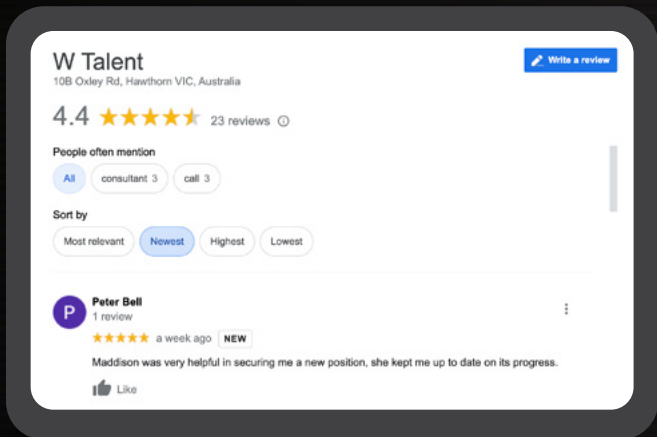 W Talent
Write a review
10B Oxley Rd, Hawthorn VIC, Australia
4.4 23 reviews
People often mention
All consultant 3 call 3
Sort by
Most relevant Newest Highest Lowest
P
Peter Bell
1 review
a week ago NEW
Maddison was very helpful in securing me a new position, she kept me up to date on its progress.
Like